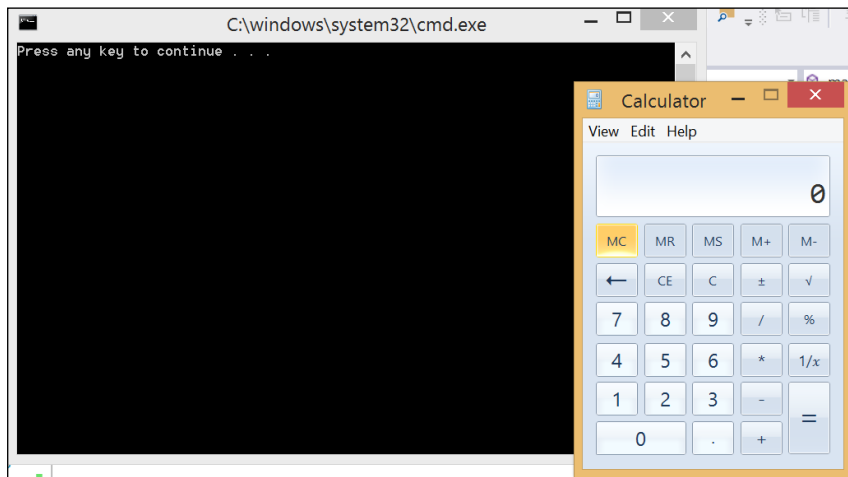 C:\windows\system32\cmd.exe
Press any key to continue . . .
Calculator
View Edit Help
0
MC MR MS M+ M-
← CE C ± √
7 8 9 / %
4 5 6 * 1/x
1 2 3 - =
0 . +